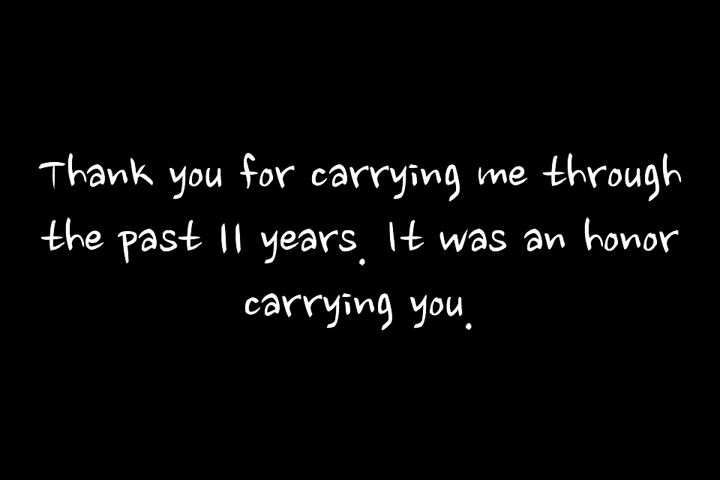 Thank you for carrying me through
the past 11 years. It was an honor
carrying you.